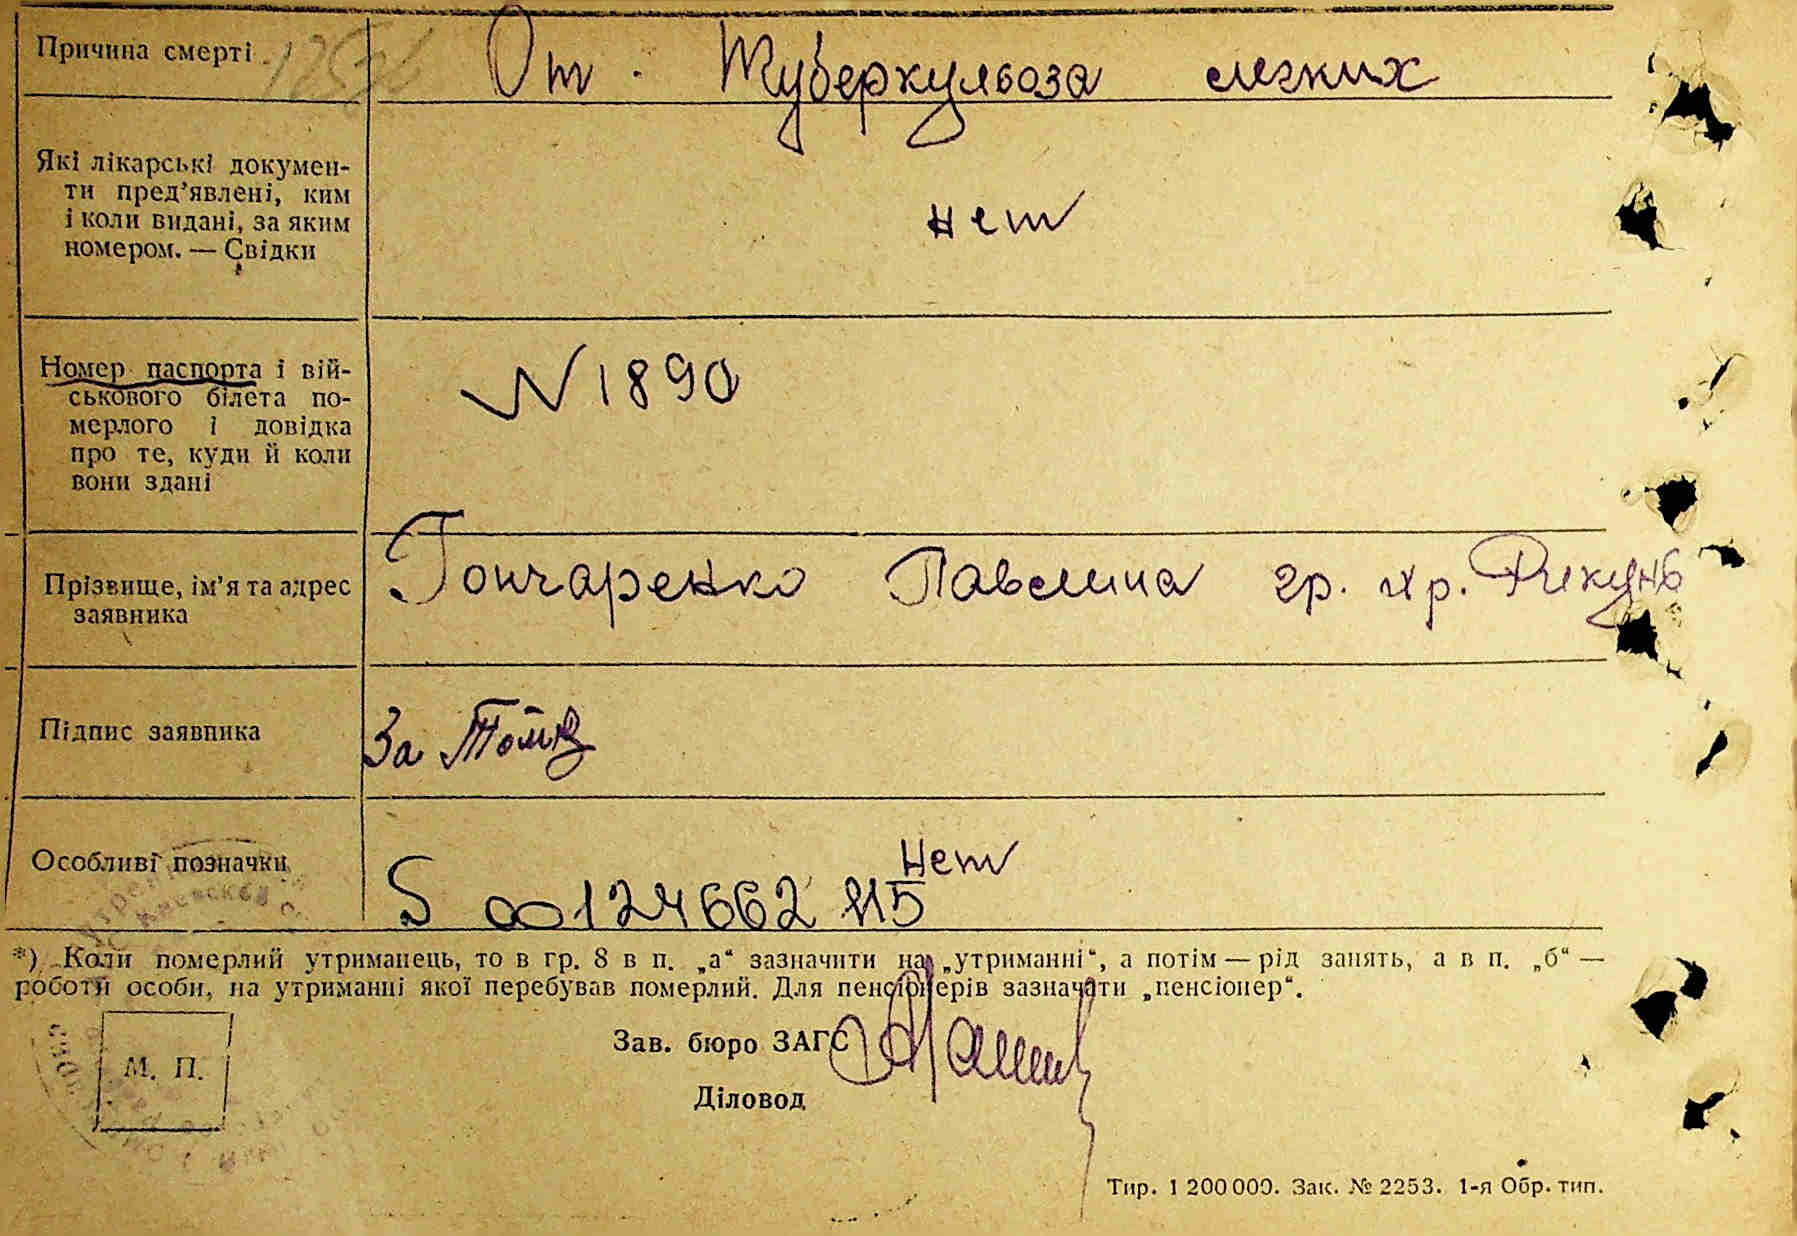 Причина смерті
От Туберкульоза легких
Які лікарські докумен-
ти пред’явлені, ким
і коли видані, за яким
номером. — Свідки
нет
Номер паспорта і вій-
ськового білета по-
мерлого і довідка
про те, куди й коли
вони здані
N 1890
Прізвище, ім’я та адрес
заявника
Гончаренко Павлина гр. хр. Рикунь
Підпис заявника
За
Особливі позначки
Нет
00124662
*) Коли померлий утриманець, то в гр. 8 в п. „а“ зазначити на „утриманні“, а потім — рід занять, а в п. „б“ —
роботи особи, на утриманні якої перебував померлий. Для пенсіонерів зазначати „пенсіонер“.
Зав. бюро ЗАГС
М. П.
Діловод
Тир. 1 200 000. Зак. № 2253. 1-я Обр. тип.